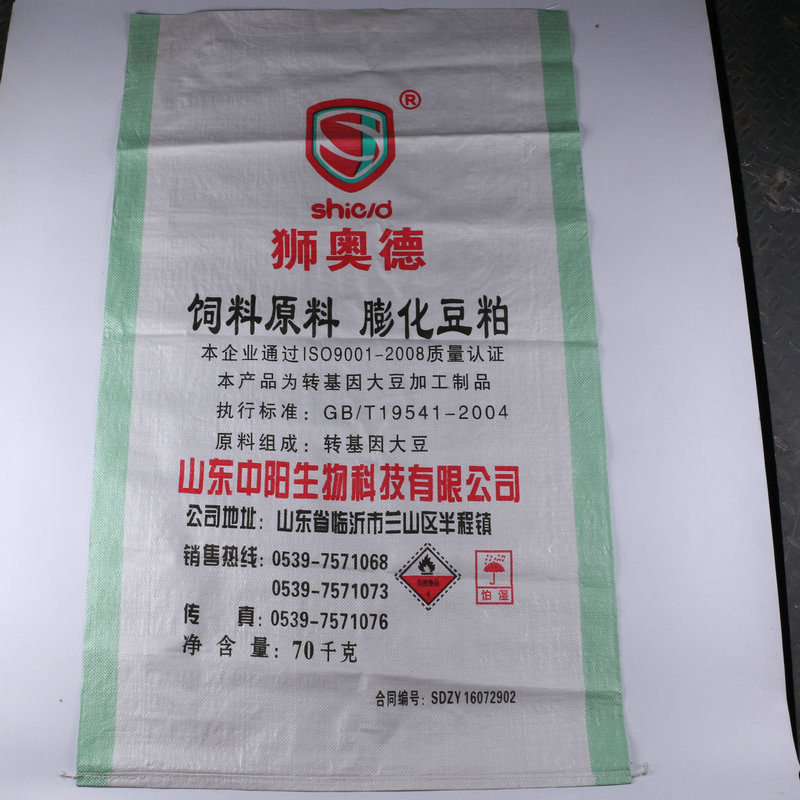 ®
shield
狮奥德
饲料原料 膨化豆粕
本企业通过ISO9001-2008质量认证
本产品为转基因大豆加工制品
执行标准：GB/T19541-2004
原料组成：转基因大豆
山东中阳生物科技有限公司
公司地址：山东省临沂市兰山区半程镇
销售热线：0539-7571068
0539-7571073
传 真：0539-7571076
净 含 量：70千克
自燃物品
4
怕湿
合同编号：SDZY16072902